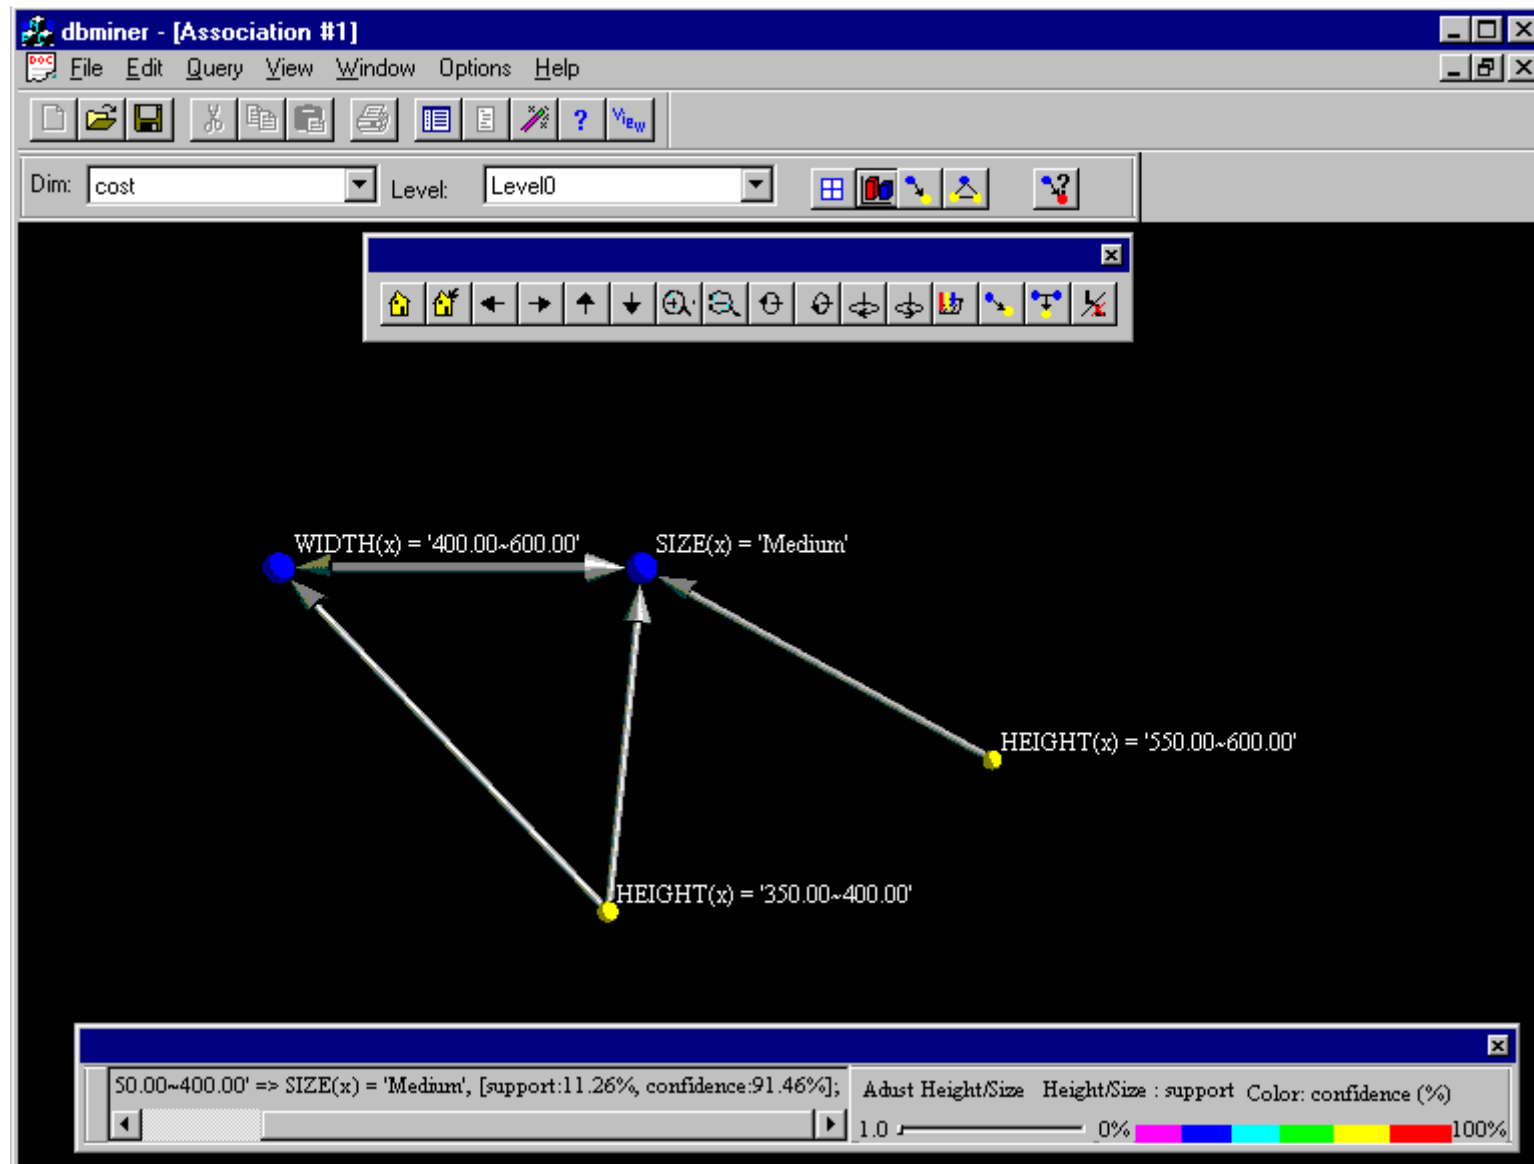 dbminer - [Association #1]
DOC File Edit Query View Window Options Help
? View
Dim: cost Level: Level0
?
WIDTH(x) = '400.00~600.00' SIZE(x) = 'Medium'
HEIGHT(x) = '550.00~600.00'
HEIGHT(x) = '350.00~400.00'
50.00~400.00' => SIZE(x) = 'Medium', [support:11.26%, confidence:91.46%]; Adust Height/Size Height/Size : support Color: confidence (%)
1.0 0% 100%